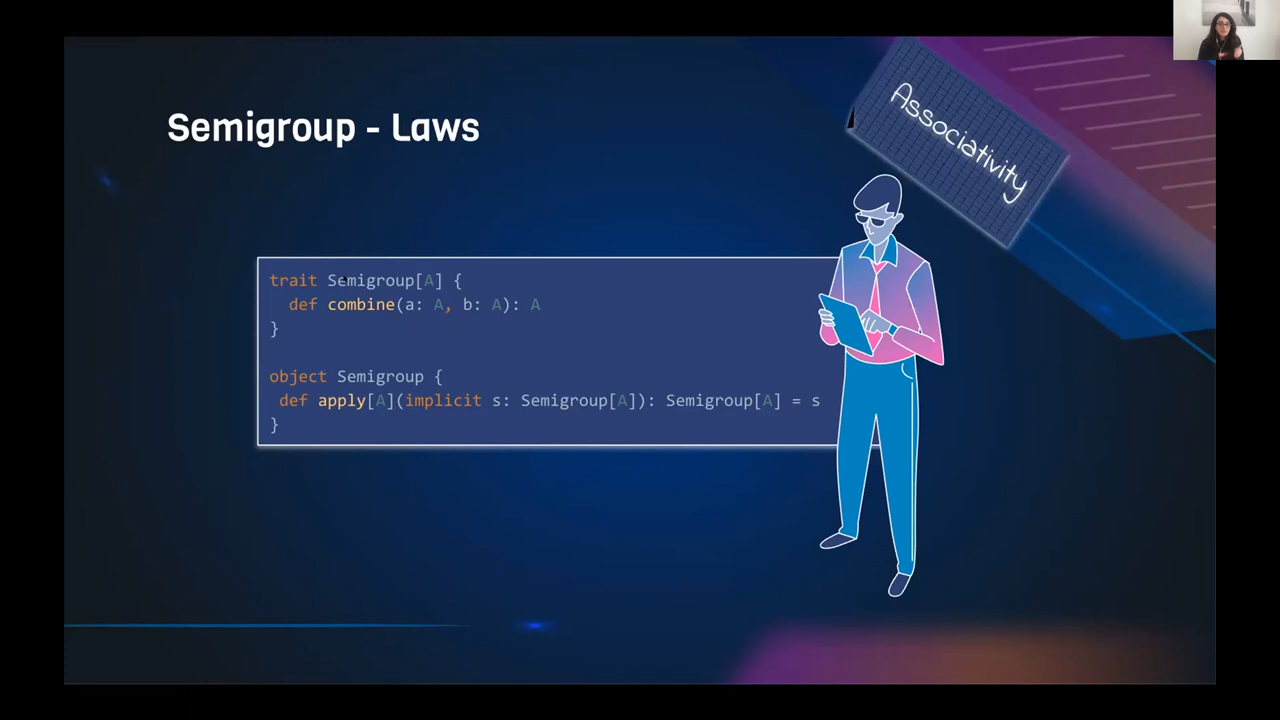 Semigroup - Laws
Associativity
trait Semigroup[A] {
  def combine(a: A, b: A): A
}
object Semigroup {
 def apply[A](implicit s: Semigroup[A]): Semigroup[A] = s
}